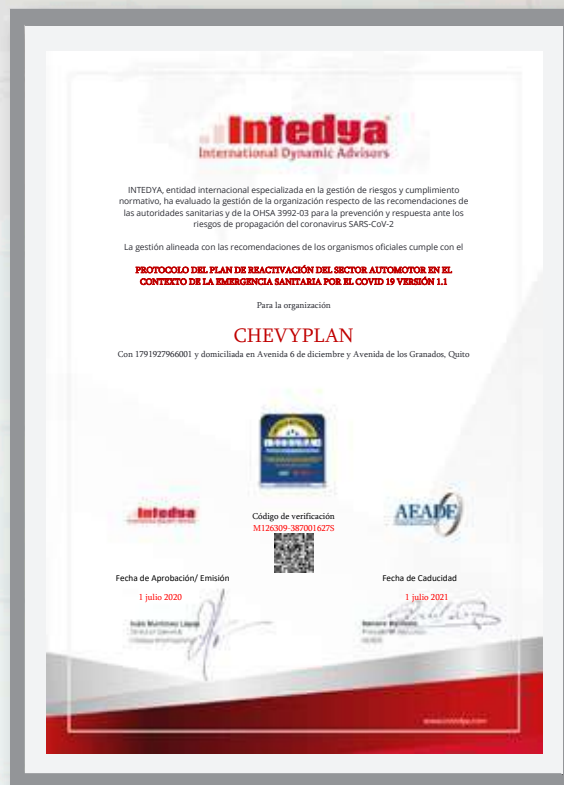 Intedya
International Dynamic Advisors
INTEDYA, entidad internacional especializada en la gestión de riesgos y cumplimiento
normativo, ha evaluado la gestión de la organización respecto de las recomendaciones de
las autoridades sanitarias y de la OHSA 3992-03 para la prevención y respuesta ante los
riesgos de propagación del coronavirus SARS-CoV-2
La gestión alineada con las recomendaciones de los organismos oficiales cumple con el
PROTOCOLO DEL PLAN DE REACTIVACIÓN DEL SECTOR AUTOMOTOR EN EL
CONTEXTO DE LA EMERGENCIA SANITARIA POR EL COVID 19 VERSIÓN 1.1
Para la organización
CHEVYPLAN
Con 1791927966001 y domiciliada en Avenida 6 de diciembre y Avenida de los Granados, Quito
Intedya
AEADE
Código de verificación
M126309-387001627S
Fecha de Aprobación/ Emisión
Fecha de Caducidad
1 julio 2020
1 julio 2021
www.intedya.com